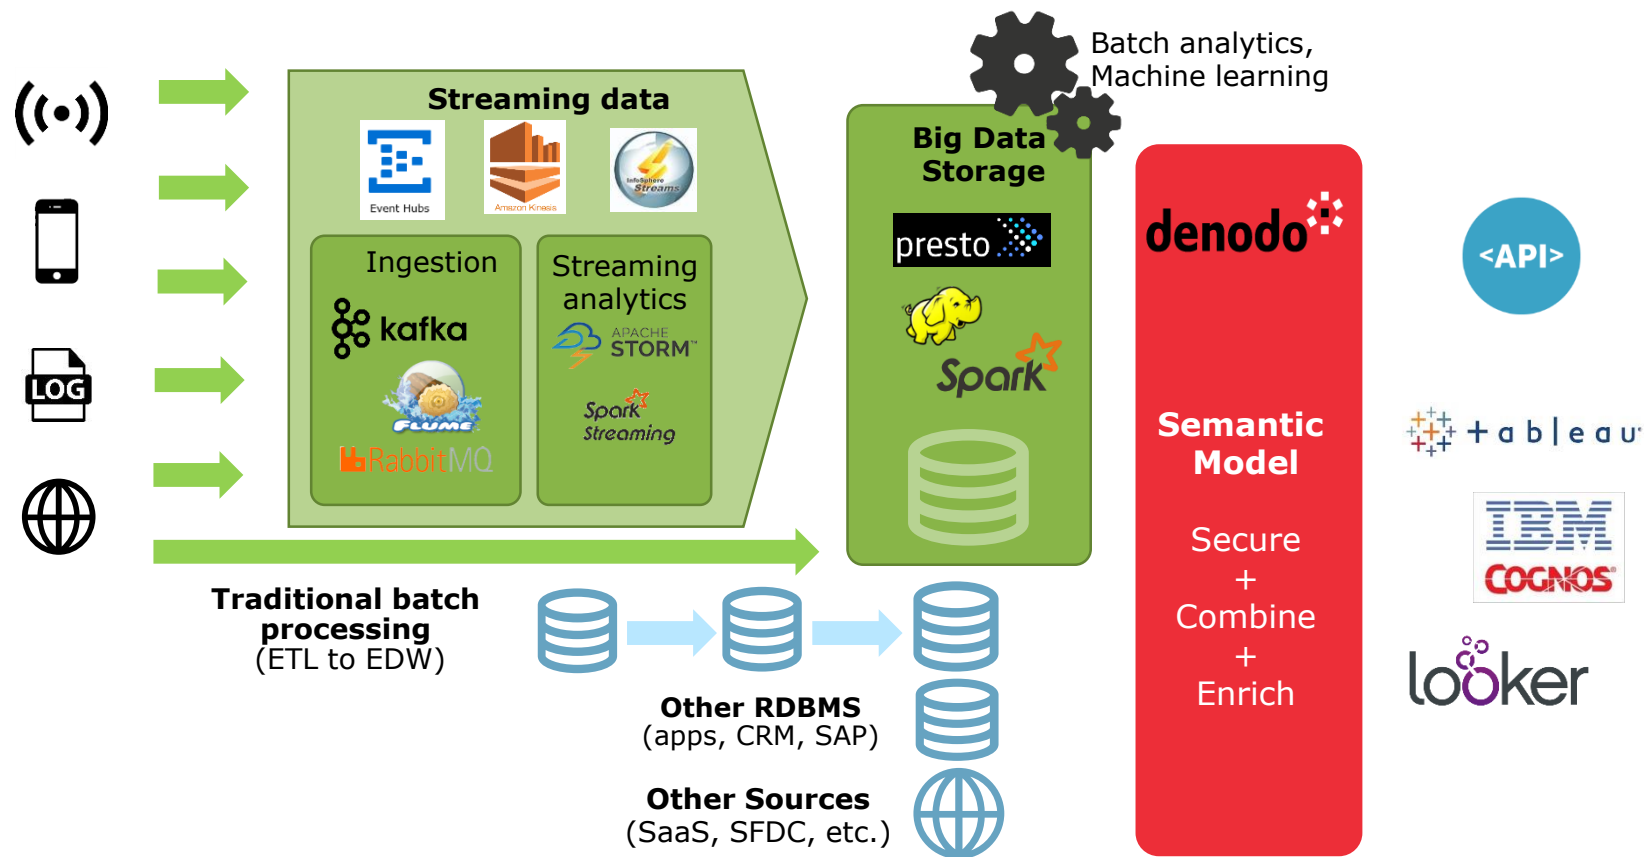 Batch analytics,
Machine learning
Streaming data
Event Hubs
Amazon Kinesis
InfoSphere
Streams
Ingestion
kafka
FLUME
RabbitMQ
Streaming
analytics
APACHE
STORM™
Spark
Streaming
LOG
Big Data
Storage
presto
Spark
denodo
Semantic
Model
Secure
+
Combine
+
Enrich
<API>
+ a b l e a u
IBM
COGNOS®
looker
Traditional batch
processing
(ETL to EDW)
Other RDBMS
(apps, CRM, SAP)
Other Sources
(SaaS, SFDC, etc.)